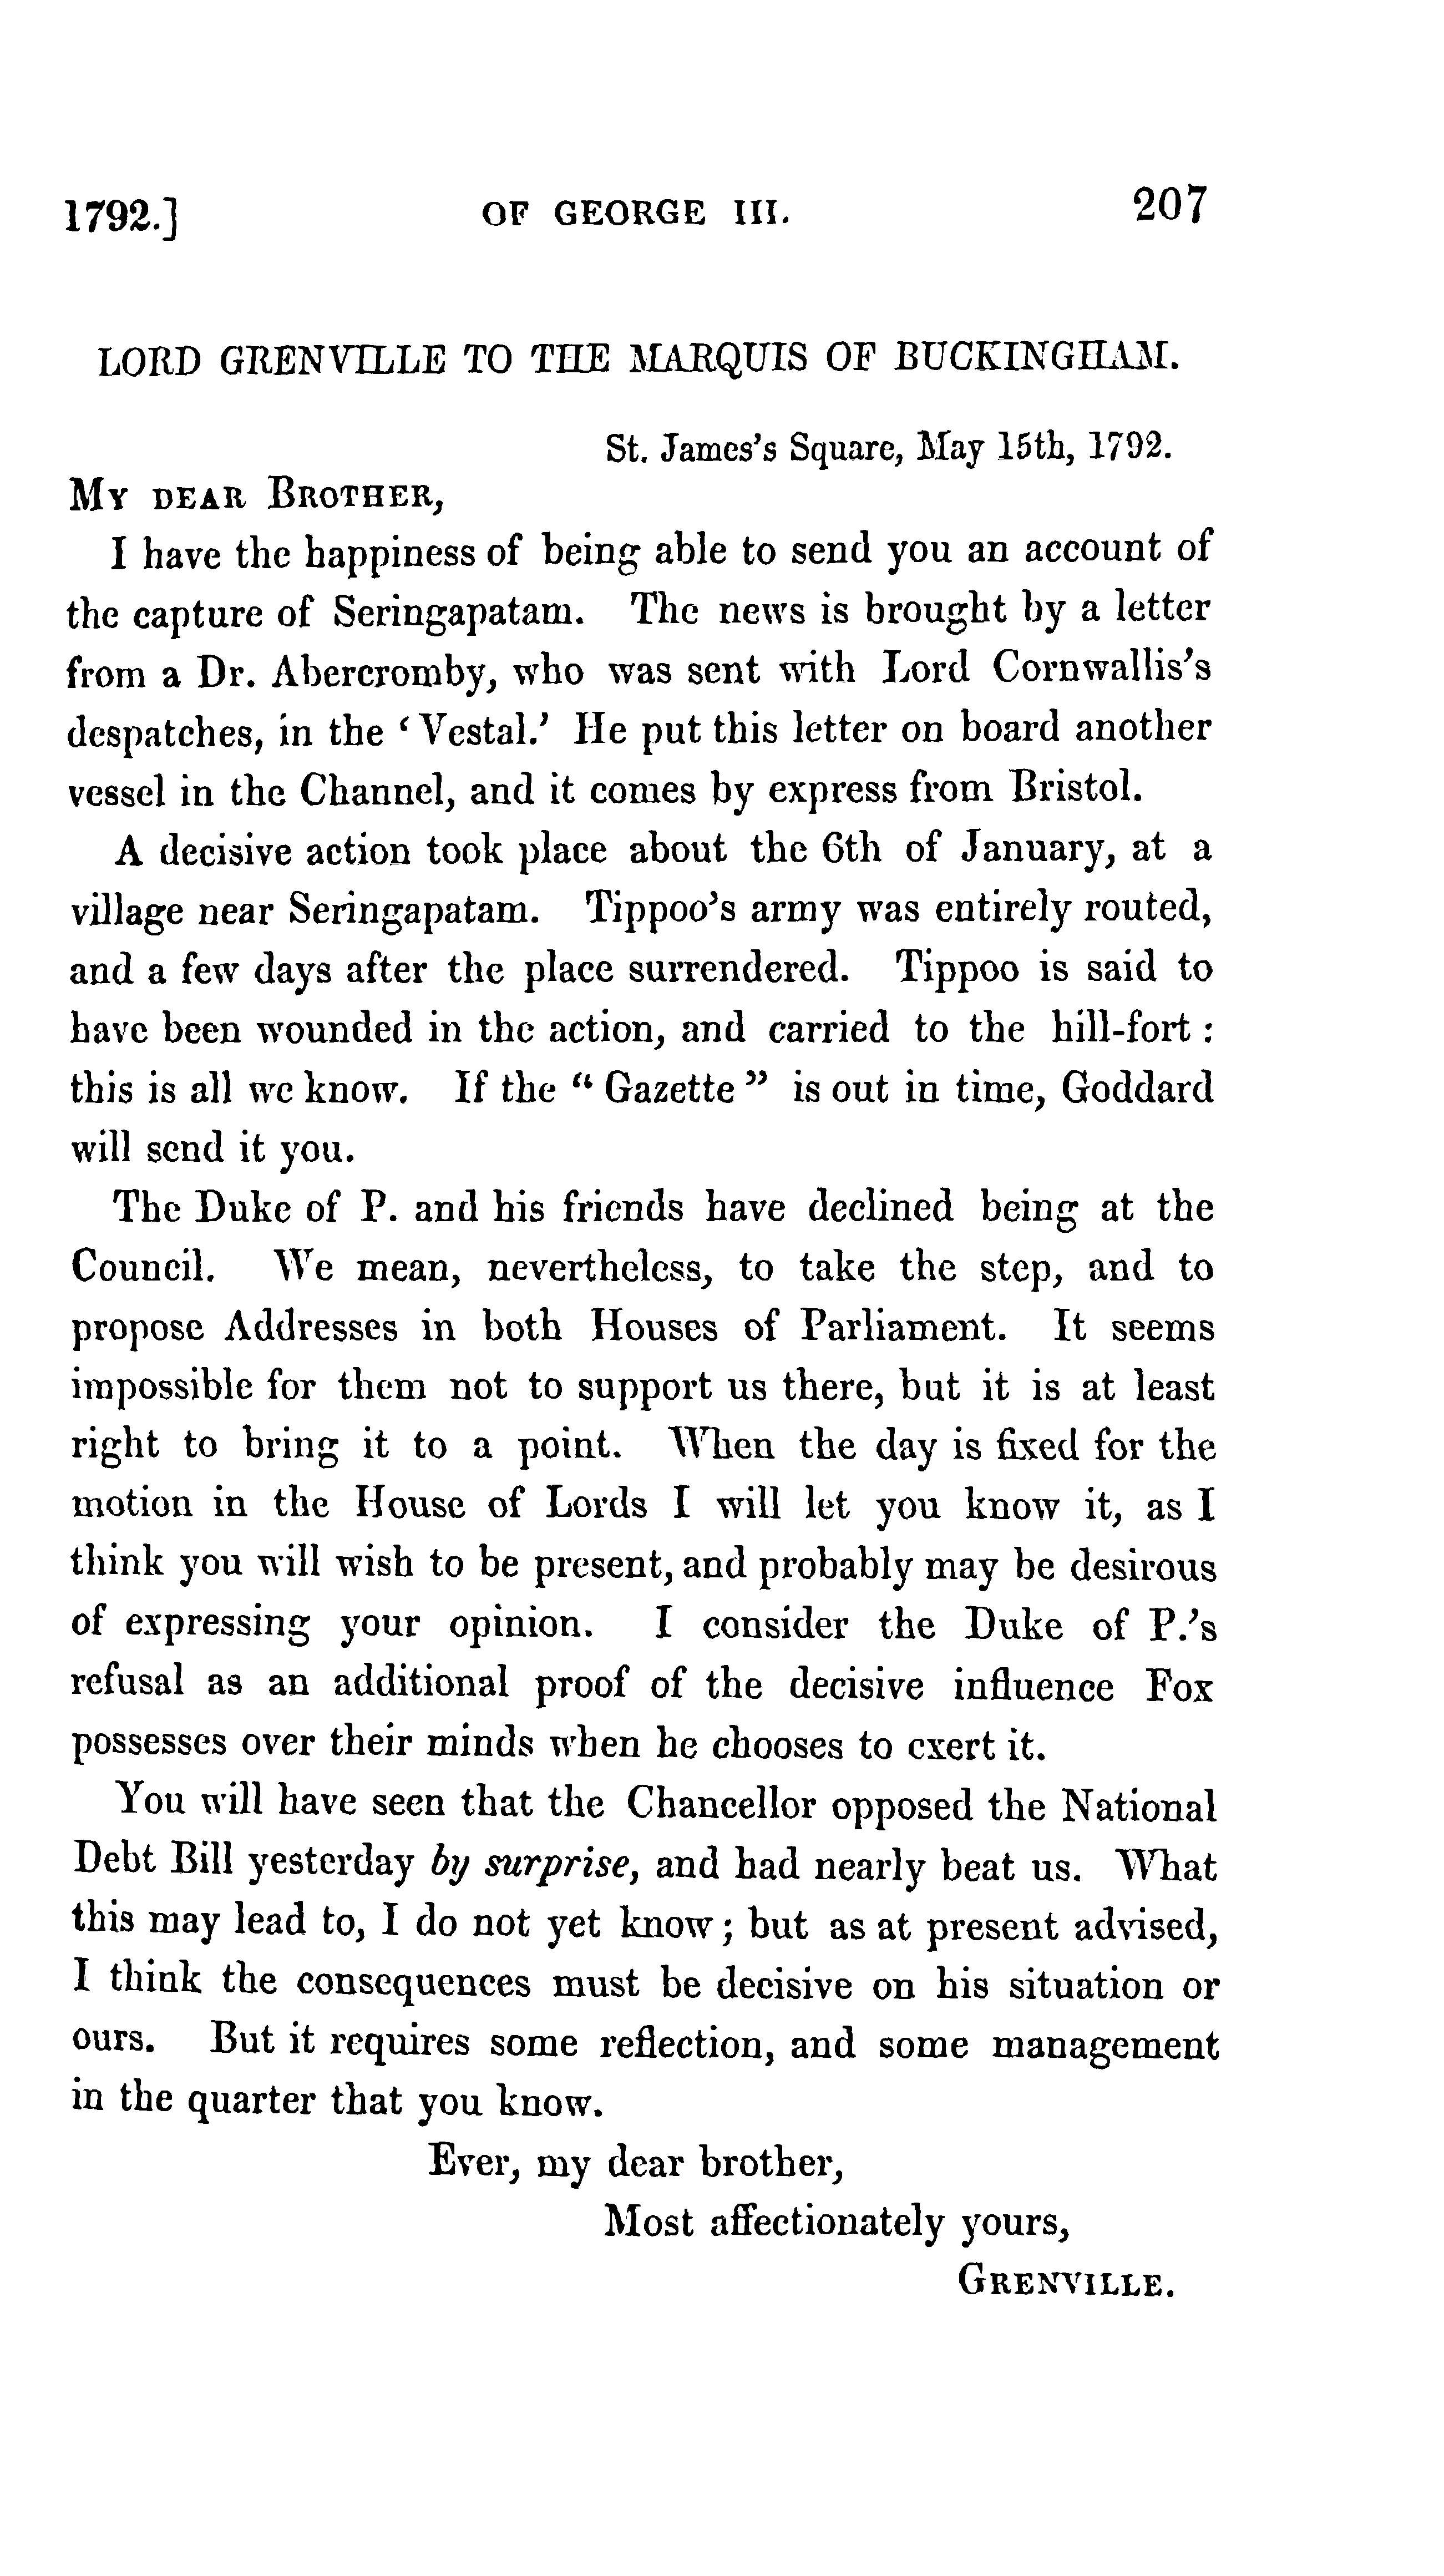 1792.] OF GEORGE III. 207
LORD GRENVILLE TO THE MARQUIS OF BUCKINGHAM.
St. James's Square, May 15th, 1792.
MY DEAR BROTHER,
I have the happiness of being able to send you an account of
the capture of Seringapatam. The news is brought by a letter
from a Dr. Abercromby, who was sent with Lord Cornwallis's
despatches, in the ‘Vestal.’ He put this letter on board another
vessel in the Channel, and it comes by express from Bristol.
A decisive action took place about the 6th of January, at a
village near Seringapatam. Tippoo's army was entirely routed,
and a few days after the place surrendered. Tippoo is said to
have been wounded in the action, and carried to the hill-fort :
this is all we know. If the “Gazette” is out in time, Goddard
will send it you.
The Duke of P. and his friends have declined being at the
Council. We mean, nevertheless, to take the step, and to
propose Addresses in both Houses of Parliament. It seems
impossible for them not to support us there, but it is at least
right to bring it to a point. When the day is fixed for the
motion in the House of Lords I will let you know it, as I
think you will wish to be present, and probably may be desirous
of expressing your opinion. I consider the Duke of P.'s
refusal as an additional proof of the decisive influence Fox
possesses over their minds when he chooses to exert it.
You will have seen that the Chancellor opposed the National
Debt Bill yesterday by surprise, and had nearly beat us. What
this may lead to, I do not yet know; but as at present advised,
I think the consequences must be decisive on his situation or
ours. But it requires some reflection, and some management
in the quarter that you know.
Ever, my dear brother,
Most affectionately yours,
GRENVILLE.